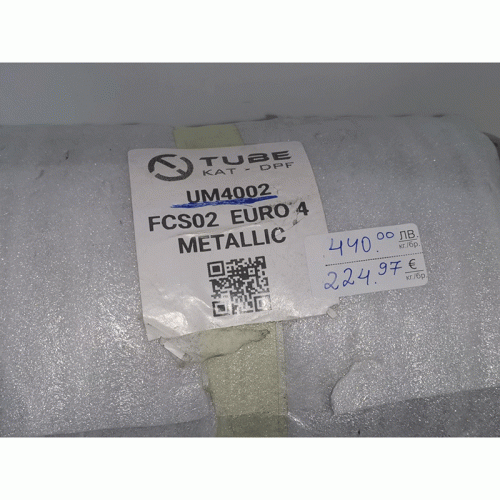 TUBE
KAT - DPF
UM4002
FCS02 EURO 4
METALLIC
440.00 ЛВ.
кг/бр.
224.97 €
кг/бр.